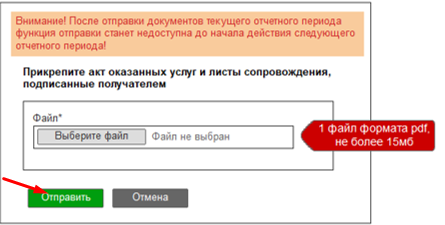 Внимание! После отправки документов текущего отчетного периода
функция отправки станет недоступна до начала действия следующего
отчетного периода!
Прикрепите акт оказанных услуг и листы сопровождения,
подписанные получателем
Файл*
Выберите файл Файл не выбран
1 файл формата pdf,
не более 15мб
Отправить Отмена